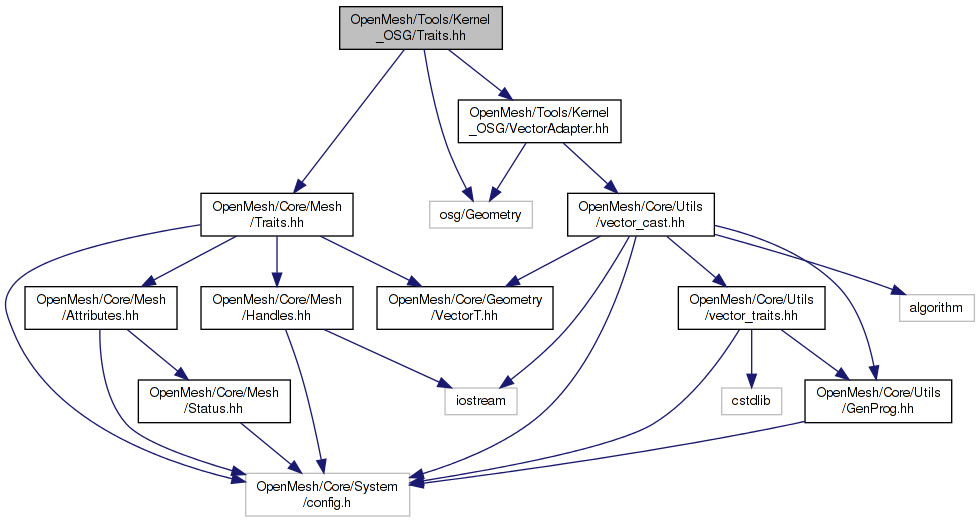 OpenMesh/Tools/Kernel
_OSG/Traits.hh
OpenMesh/Tools/Kernel
_OSG/VectorAdapter.hh
OpenMesh/Core/Mesh
/Traits.hh
osg/Geometry
OpenMesh/Core/Utils
/vector_cast.hh
OpenMesh/Core/Mesh
/Attributes.hh
OpenMesh/Core/Mesh
/Handles.hh
OpenMesh/Core/Geometry
/VectorT.hh
OpenMesh/Core/Utils
/vector_traits.hh
algorithm
OpenMesh/Core/Mesh
/Status.hh
iostream
cstdlib
OpenMesh/Core/Utils
/GenProg.hh
OpenMesh/Core/System
/config.h